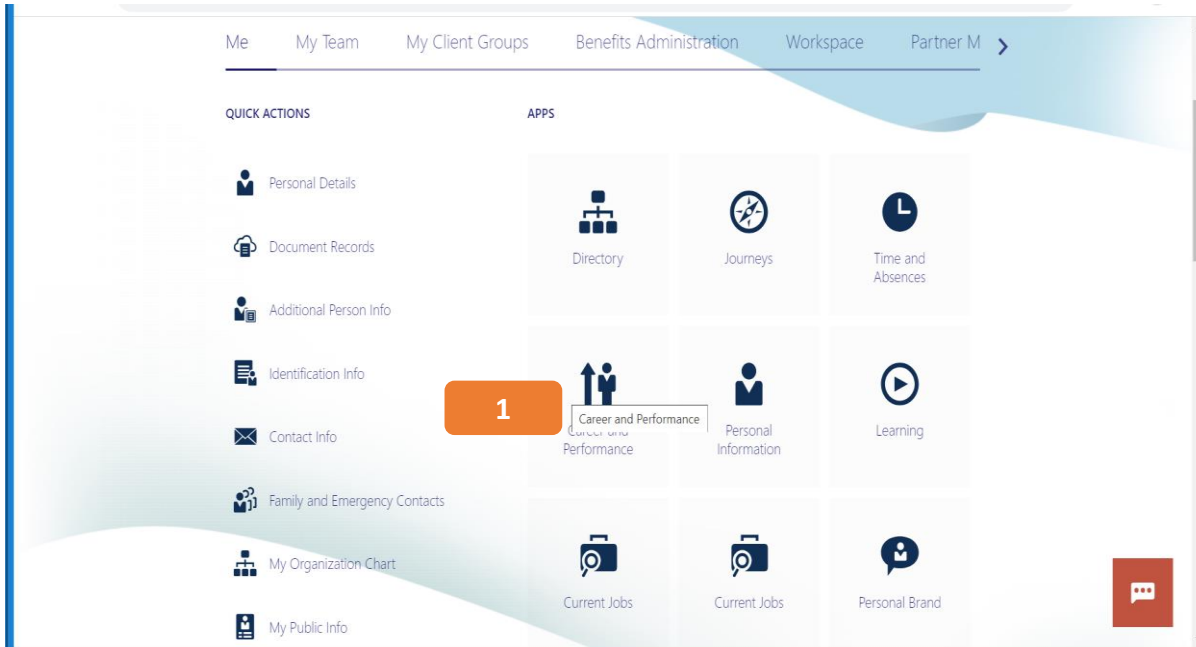 Me My Team My Client Groups Benefits Administration Workspace Partner M
QUICK ACTIONS
APPS
Personal Details
Document Records
Additional Person Info
Identification Info
Contact Info
Family and Emergency Contacts
My Organization Chart
My Public Info
Directory
Journeys
Time and
Absences
1
Career and Performance
Career and
Performance
Personal
Information
Learning
Current Jobs
Current Jobs
Personal Brand